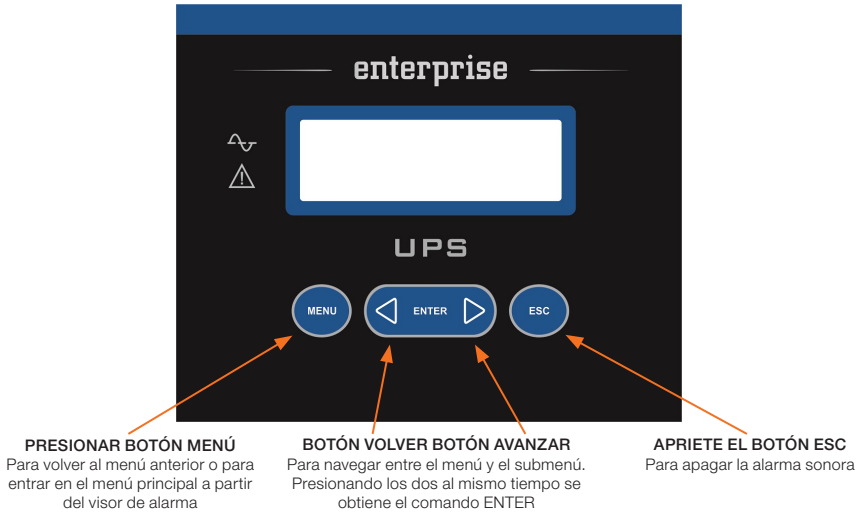 enterprise
UPS
MENU
ENTER
ESC
PRESIONAR BOTÓN MENÚ
Para volver al menú anterior o para
entrar en el menú principal a partir
del visor de alarma
BOTÓN VOLVER BOTÓN AVANZAR
Para navegar entre el menú y el submenú.
Presionando los dos al mismo tiempo se
obtiene el comando ENTER
APRIETE EL BOTÓN ESC
Para apagar la alarma sonora